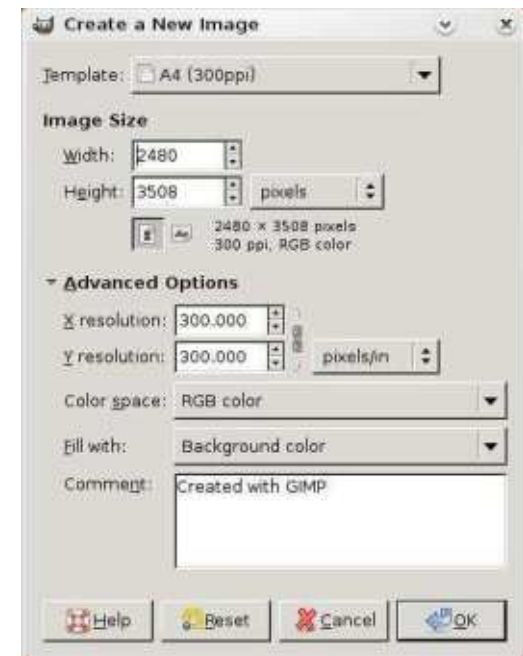 Create a New Image
Template: A4 (300ppi)
Image Size
Width: 2480
Height: 3508 pixels
2480 × 3508 pixels
300 ppi, RGB color
Advanced Options
X resolution: 300.000
Y resolution: 300.000 pixels/in
Color space: RGB color
Fill with: Background color
Comment: Created with GIMP
Help Reset Cancel OK